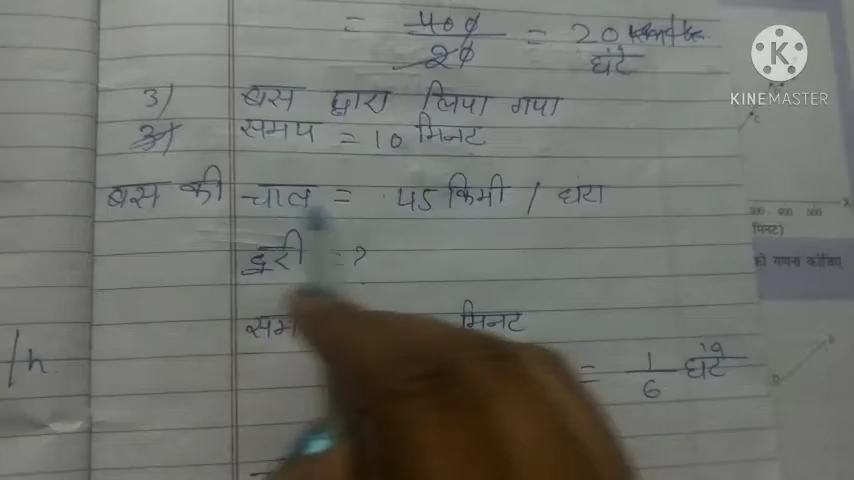 = 400 / 20 = 20 घंटे
3) बस द्वारा लिया गया
समय = 10 मिनट
बस की चाल = 45 किमी / घंटा
दूरी = ?
मिनट
= 1/6 घंटे
/h.
KINEMASTER
मिनट)
की गणना कीजिए